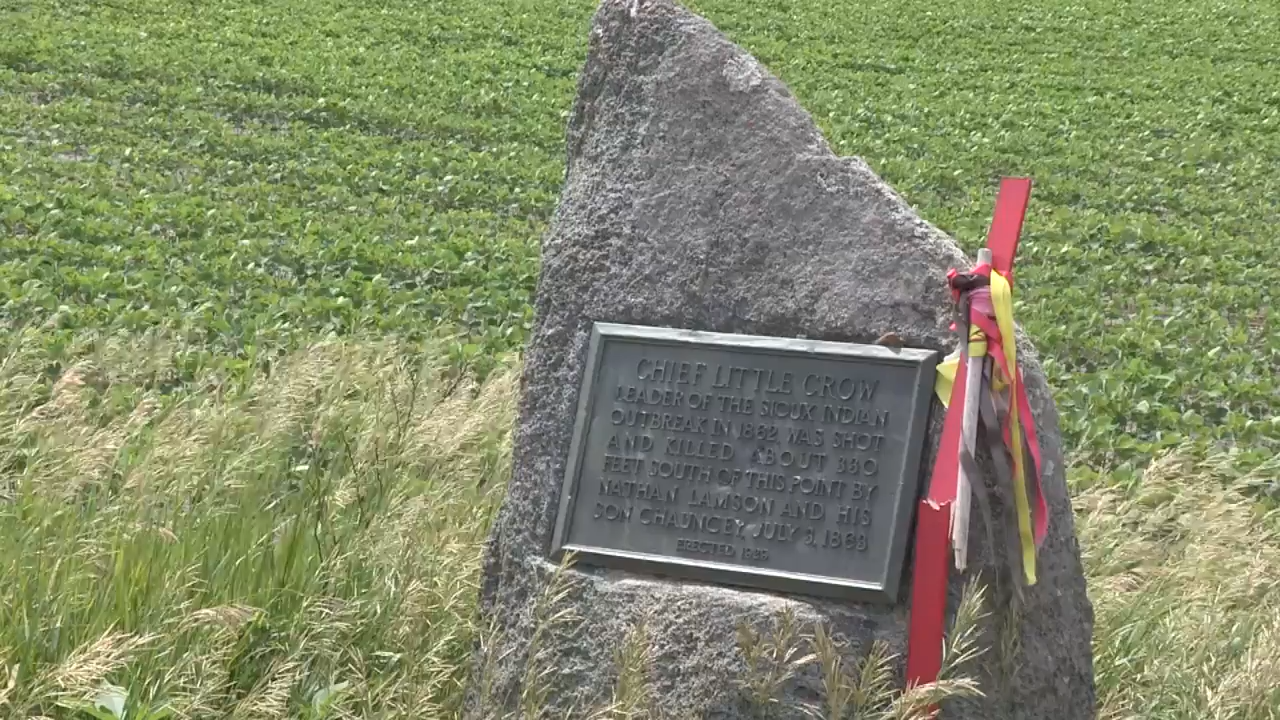 CHIEF LITTLE CROW
LEADER OF THE SIOUX INDIAN
OUTBREAK IN 1862 WAS SHOT
AND KILLED ABOUT 330
FEET SOUTH OF THIS POINT BY
NATHAN LAMSON AND HIS
SON CHAUNCEY, JULY 3, 1863
ERECTED 1929